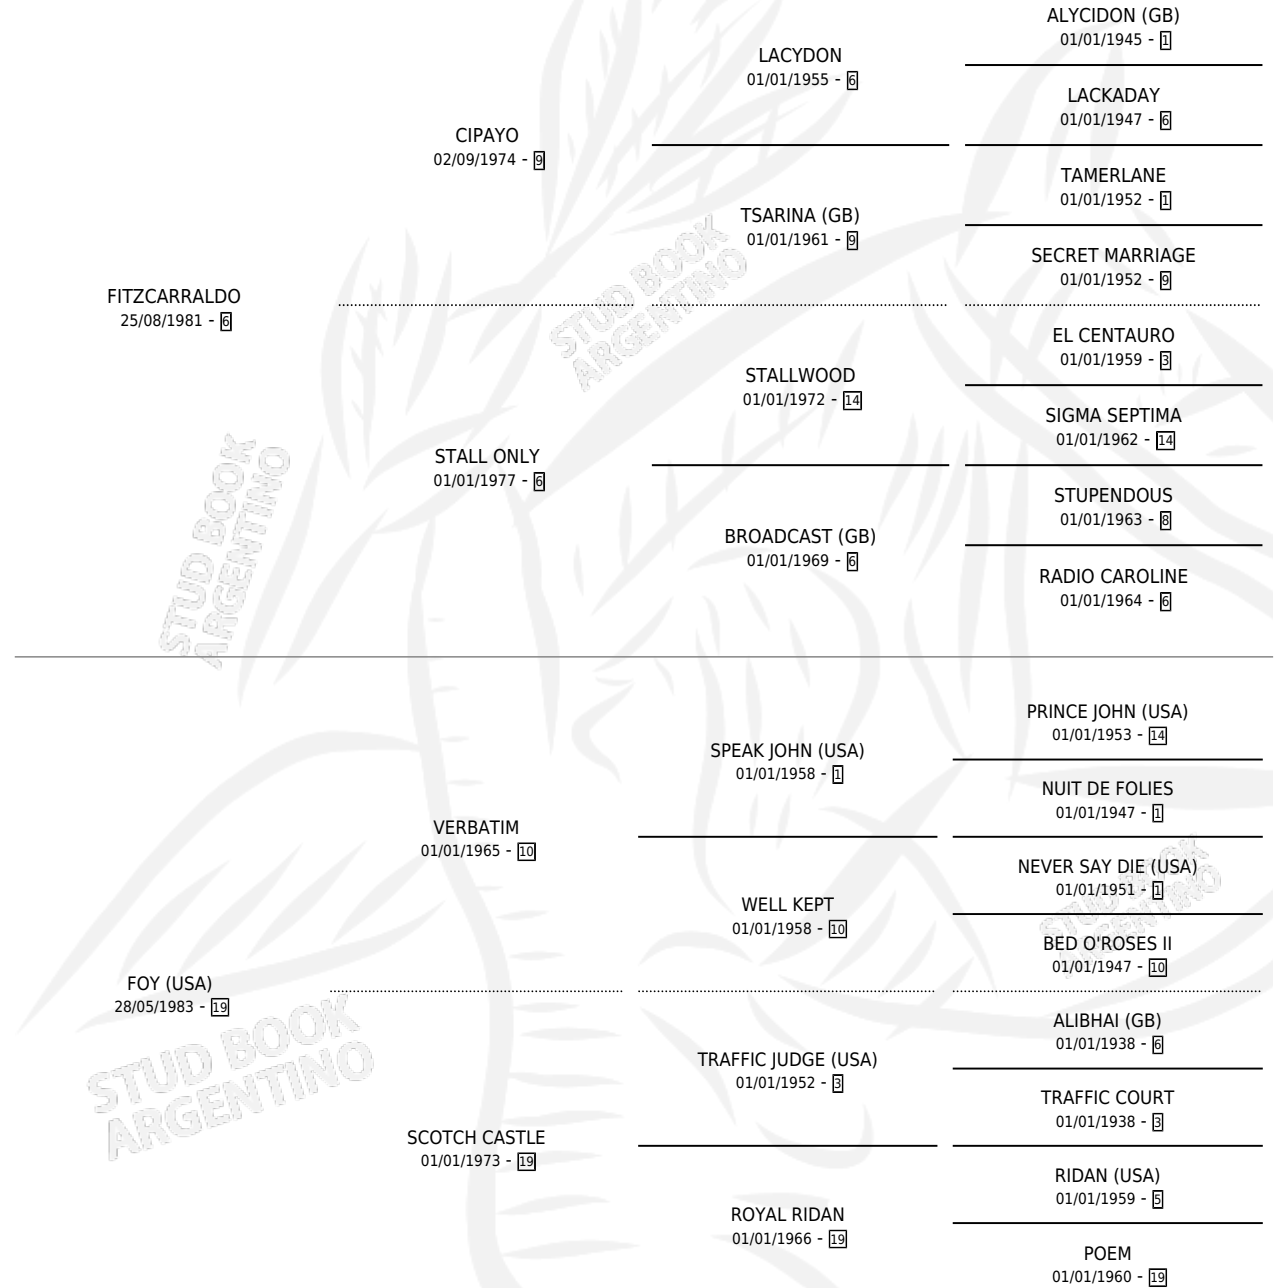 ALYCIDON (GB)
01/01/1945 - 1
LACYDON
01/01/1955 - 6
LACKADAY
01/01/1947 - 6
CIPAYO
02/09/1974 - 9
TAMERLANE
01/01/1952 - 1
TSARINA (GB)
01/01/1961 - 9
SECRET MARRIAGE
01/01/1952 - 9
FITZCARRALDO
25/08/1981 - 6
STUD BOOK
ARGENTINO
EL CENTAURO
01/01/1959 - 3
STALLWOOD
01/01/1972 - 14
SIGMA SEPTIMA
01/01/1962 - 14
STALL ONLY
01/01/1977 - 6
STUPENDOUS
01/01/1963 - 8
BROADCAST (GB)
01/01/1969 - 6
RADIO CAROLINE
01/01/1964 - 6
STUD BOOK
ARGENTINO
PRINCE JOHN (USA)
01/01/1953 - 14
SPEAK JOHN (USA)
01/01/1958 - 1
NUIT DE FOLIES
01/01/1947 - 1
VERBATIM
01/01/1965 - 10
NEVER SAY DIE (USA)
01/01/1951 - 1
WELL KEPT
01/01/1958 - 10
BED O'ROSES II
01/01/1947 - 10
STUD BOOK
ARGENTINO
FOY (USA)
28/05/1983 - 19
ALIBHAI (GB)
01/01/1938 - 6
TRAFFIC JUDGE (USA)
01/01/1952 - 3
TRAFFIC COURT
01/01/1938 - 3
STUD BOOK
ARGENTINO
SCOTCH CASTLE
01/01/1973 - 19
RIDAN (USA)
01/01/1959 - 5
ROYAL RIDAN
01/01/1966 - 19
POEM
01/01/1960 - 19